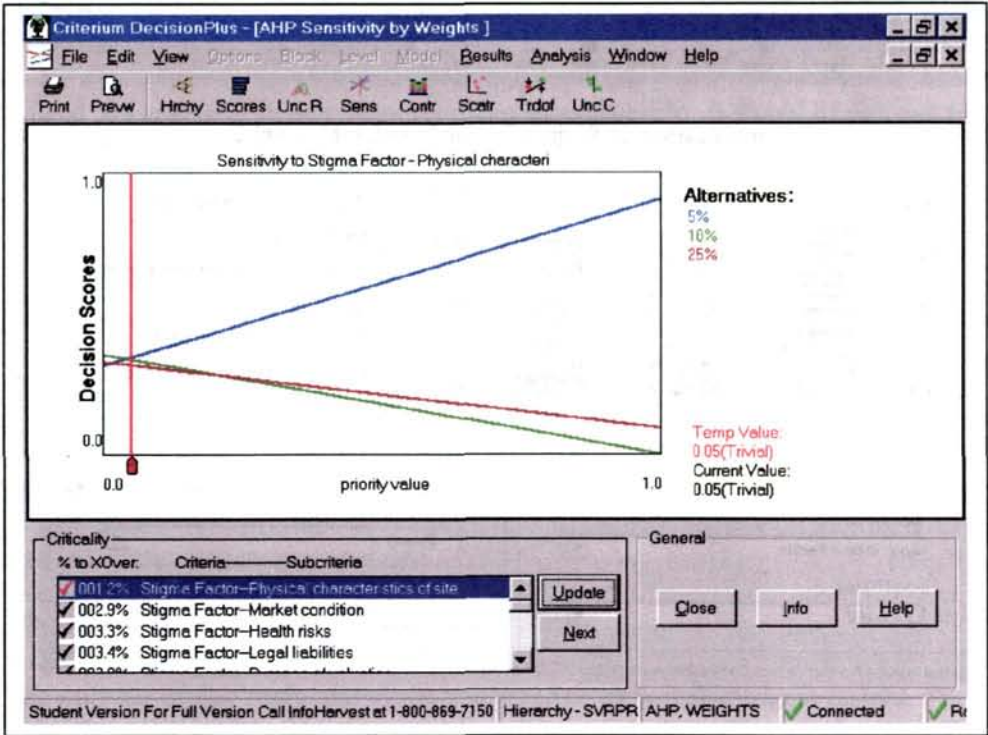 Criterium DecisionPlus - [AHP Sensitivity by Weights ]
File Edit View Options Block Level Model Results Analysis Window Help
Print Prevw Hrchy Scores Unc R Sens Contr Scatr Trdof Unc C
Sensitivity to Stigma Factor - Physical characteri
1.0
Decision Scores
0.0
0.0 priority value 1.0
Alternatives:
5%
10%
25%
Temp Value:
0.05(Trivial)
Current Value:
0.05(Trivial)
Criticality
% to XOver: Criteria Subcriteria
001.2% Stigma Factor--Physical characteristics of site
002.9% Stigma Factor--Market condition
003.3% Stigma Factor--Health risks
003.4% Stigma Factor--Legal liabilities
Update
Next
General
Close Info Help
Student Version For Full Version Call InfoHarvest at 1-800-869-7150 Hierarchy - SVRPR AHP, WEIGHTS Connected